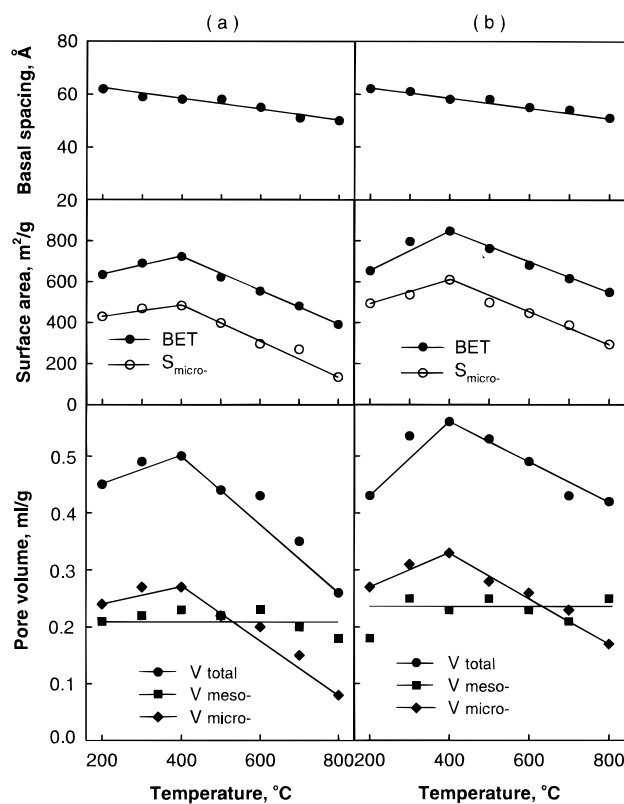 ( a ) ( b )
80
60
40
20
Basal spacing, Å
800
600
400
200
0
Surface area, m²/g
BET
S micro-
BET
S micro-
0.5
0.4
0.3
0.2
0.1
0.0
Pore volume, ml/g
V total
V meso-
V micro-
V total
V meso-
V micro-
200 400 600 800 200 400 600 800
Temperature, °C Temperature, °C